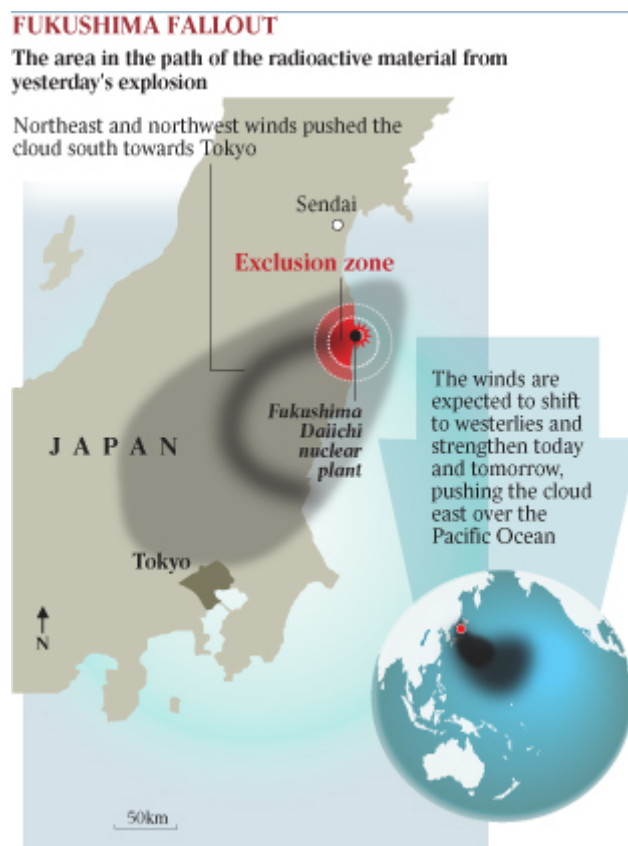 FUKUSHIMA FALLOUT
The area in the path of the radioactive material from
yesterday's explosion
Northeast and northwest winds pushed the
cloud south towards Tokyo
Sendai
Exclusion zone
Fukushima
Daiichi
nuclear
plant
JAPAN
Tokyo
N
50km
The winds are
expected to shift
to westerlies and
strengthen today
and tomorrow,
pushing the cloud
east over the
Pacific Ocean